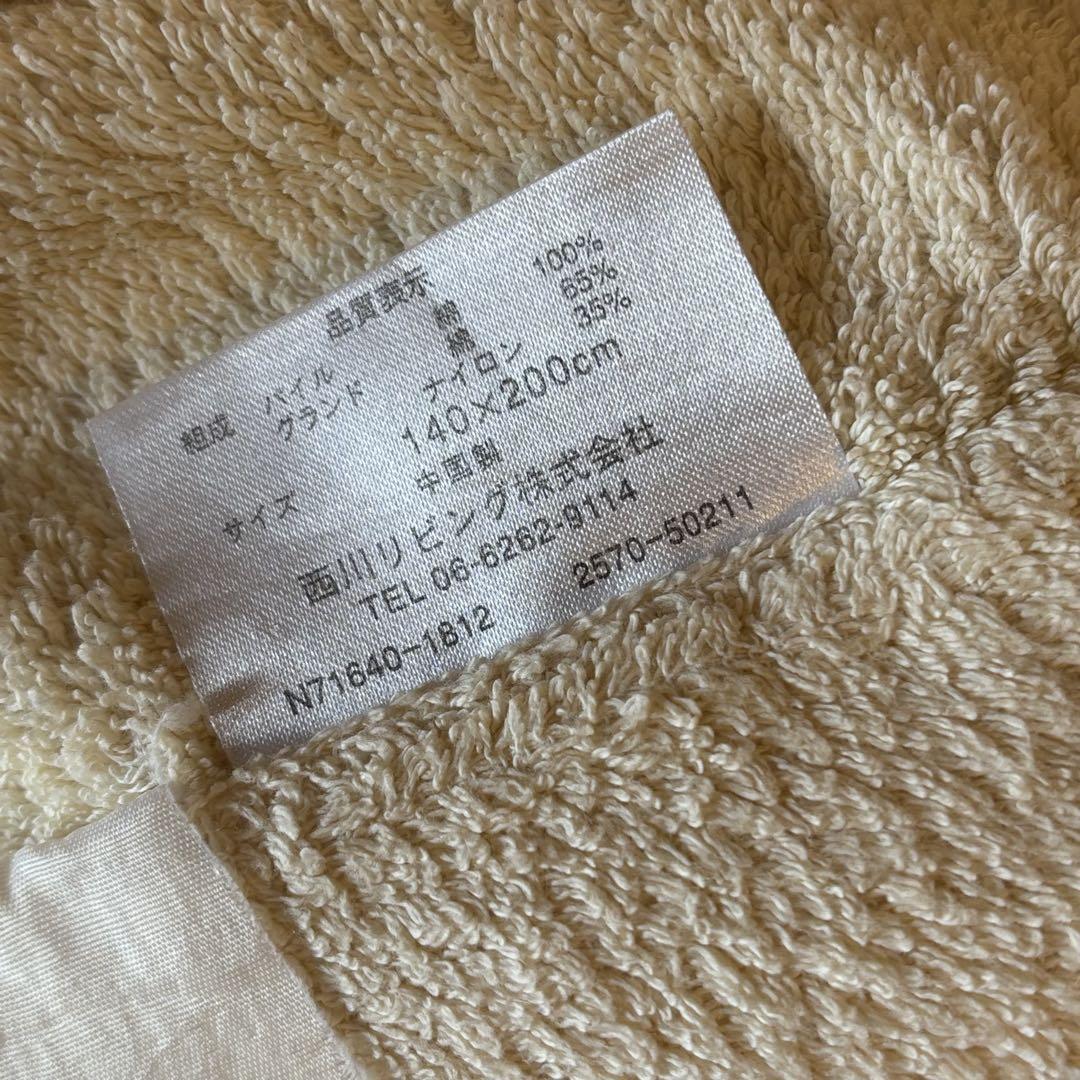 品質表示
組成 パイル 綿 100%
グランド 綿 65%
ナイロン 35%
サイズ 140×200cm
中国製
西川リビング株式会社
TEL 06-6262-9114
N71640-1812 2570-50211